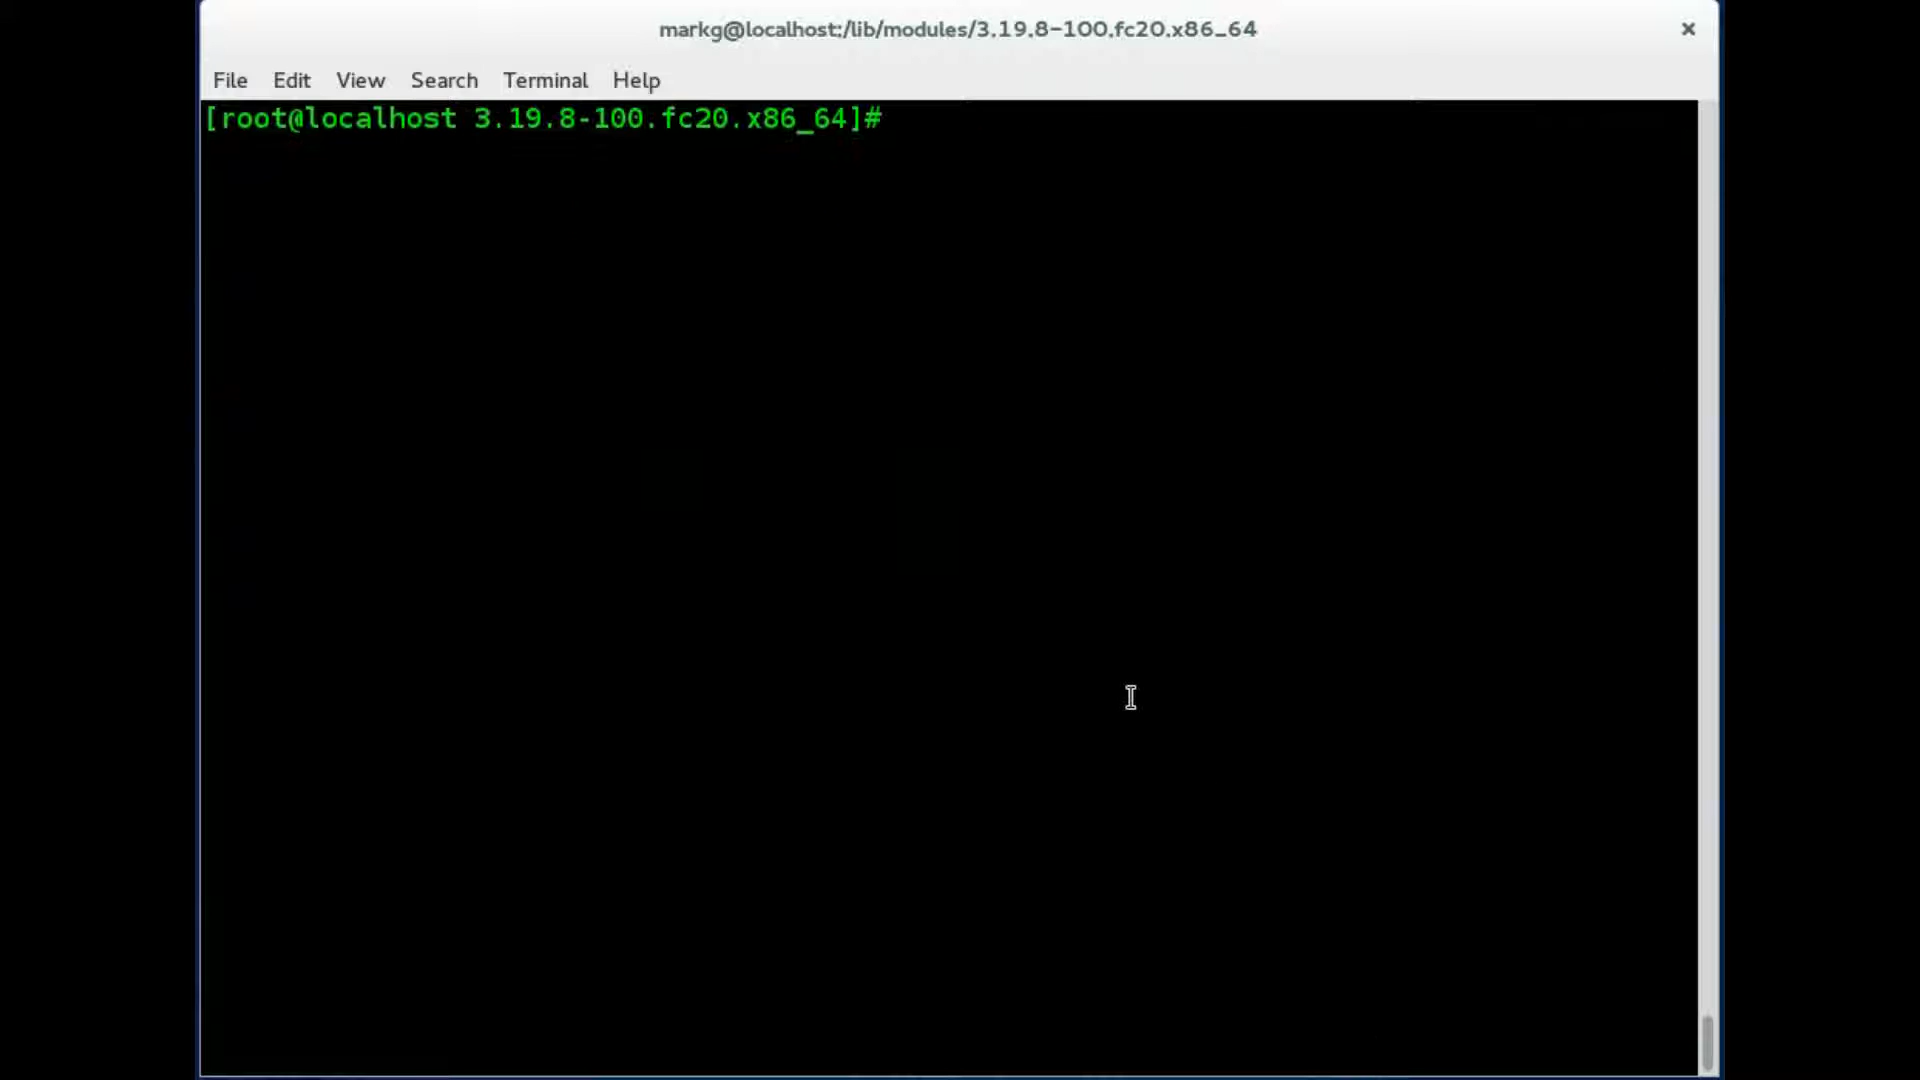 markg@localhost:/lib/modules/3.19.8-100.fc20.x86_64
File Edit View Search Terminal Help
[root@localhost 3.19.8-100.fc20.x86_64]#